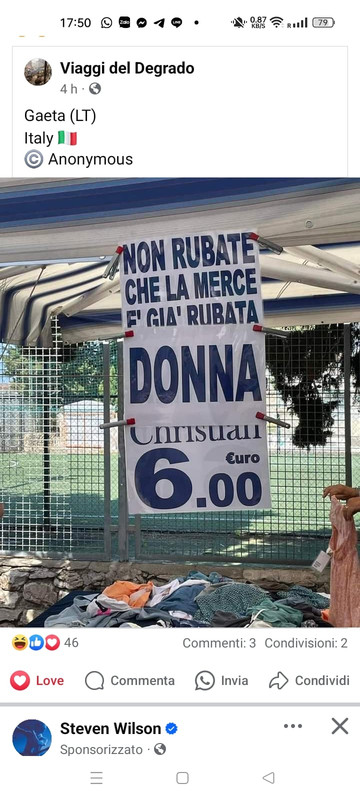 17:50
0.87
KB/S
R
79
Viaggi del Degrado
4 h
Gaeta (LT)
Italy 🇮🇹
© Anonymous
NON RUBATE
CHE LA MERCE
E' GIA' RUBATA
DONNA
Christian
€uro
6.00
46
Commenti: 3 Condivisioni: 2
Love Commenta Invia Condividi
Steven Wilson
Sponsorizzato